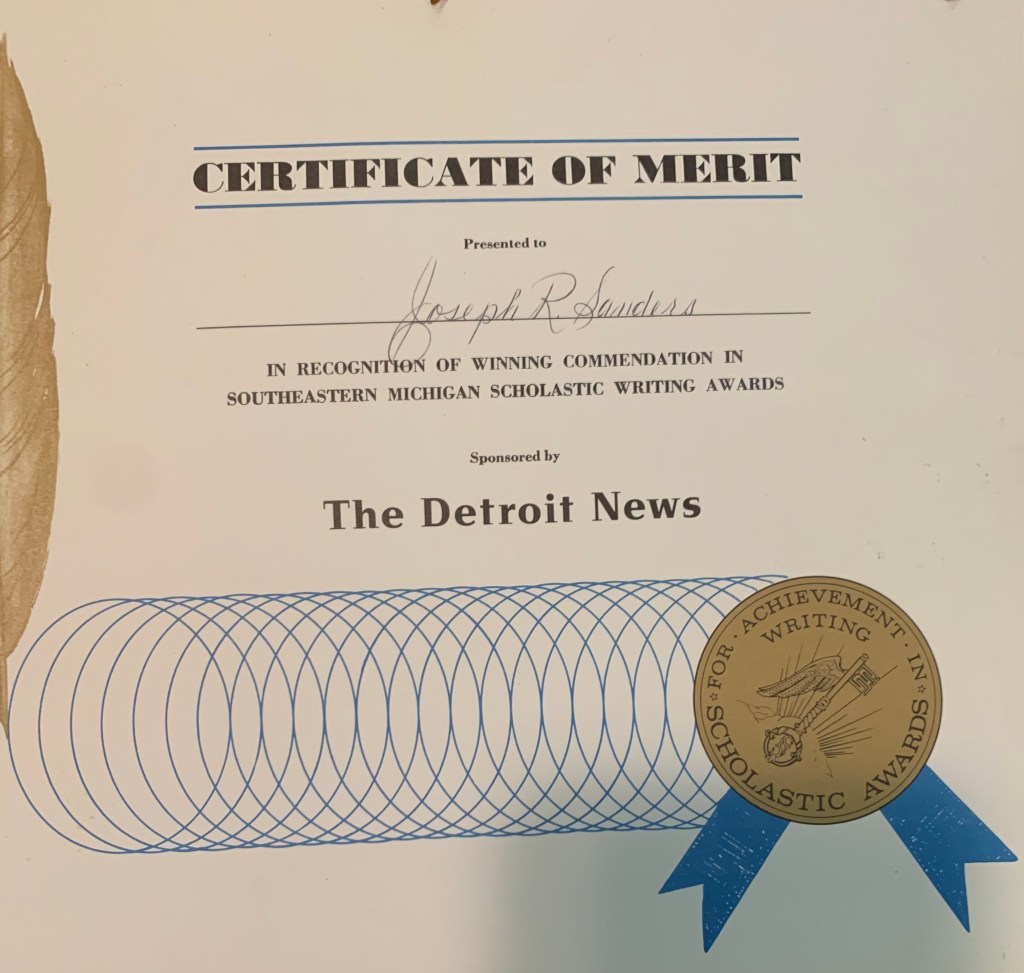 CERTIFICATE OF MERIT
Presented to
Joseph R. Sanders
IN RECOGNITION OF WINNING COMMENDATION IN
SOUTHEASTERN MICHIGAN SCHOLASTIC WRITING AWARDS
Sponsored by
The Detroit News
FOR · ACHIEVEMENT · IN
WRITING
SCHOLASTIC AWARDS